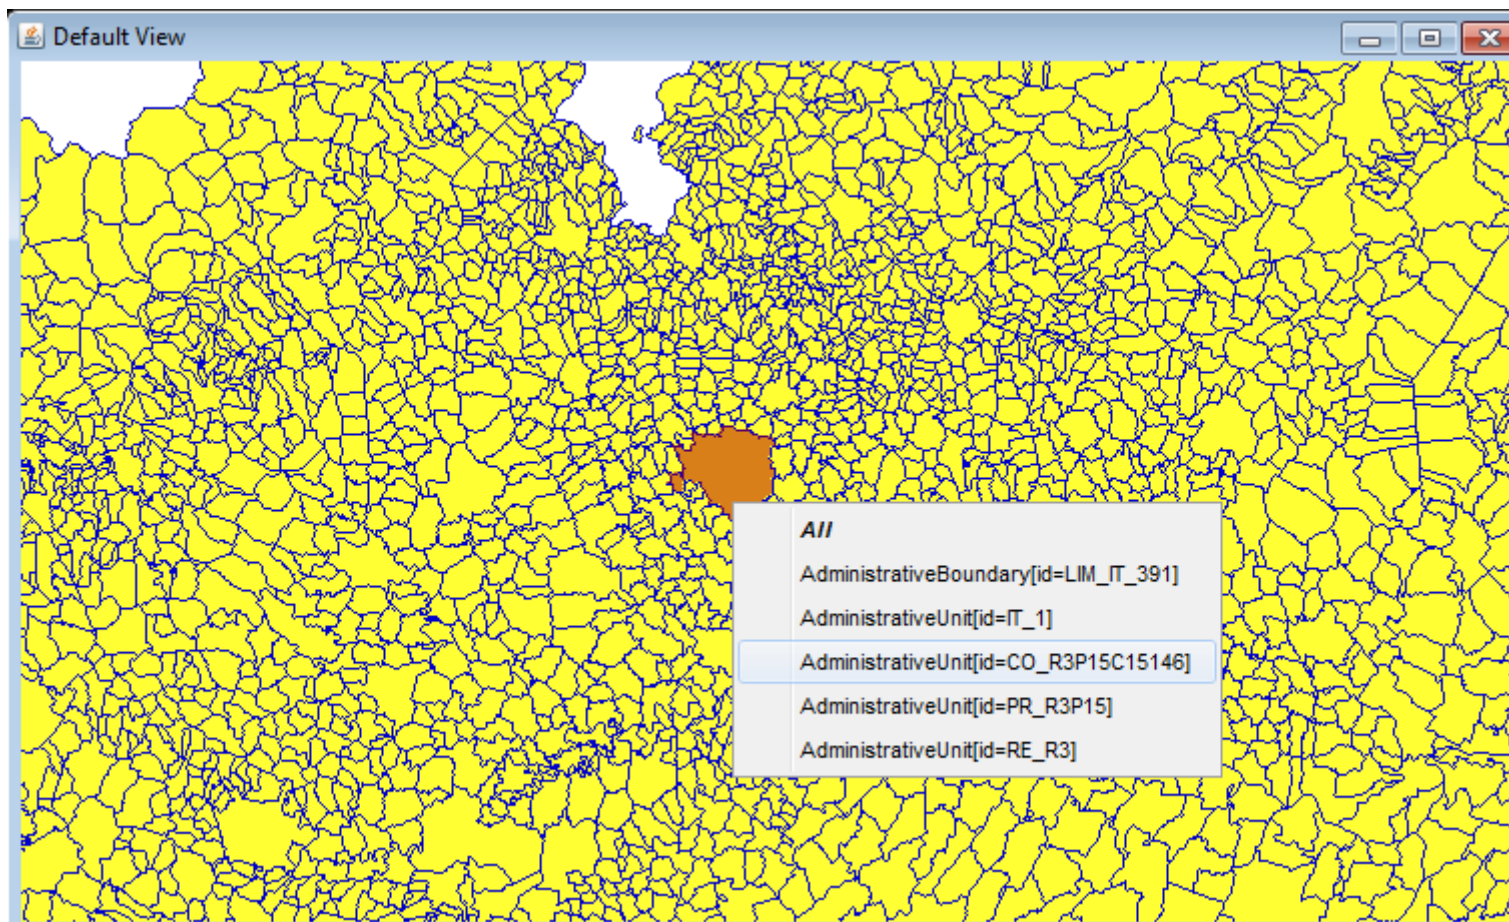 Default View
All
AdministrativeBoundary[id=LIM_IT_391]
AdministrativeUnit[id=IT_1]
AdministrativeUnit[id=CO_R3P15C15146]
AdministrativeUnit[id=PR_R3P15]
AdministrativeUnit[id=RE_R3]